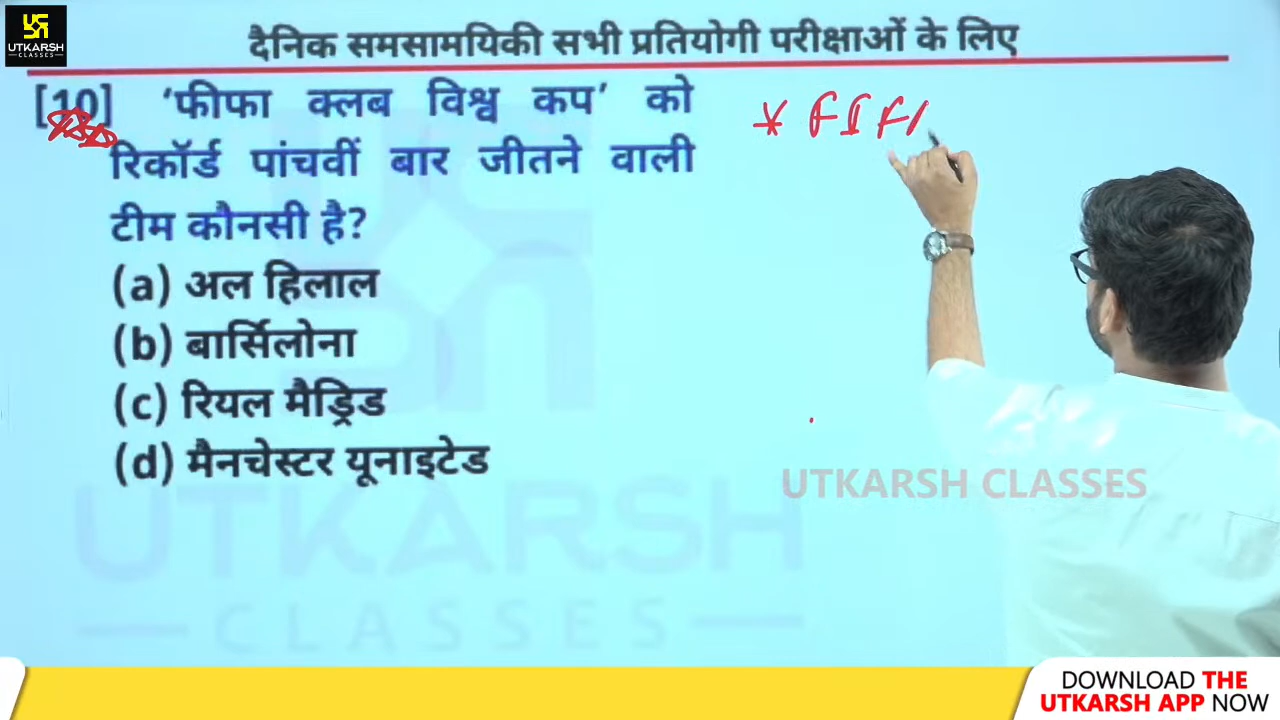 UTKARSH
CLASSES
दैनिक समसामयिकी सभी प्रतियोगी परीक्षाओं के लिए
[10] ‘फीफा क्लब विश्व कप’ को
रिकॉर्ड पांचवीं बार जीतने वाली
टीम कौनसी है?
(a) अल हिलाल
(b) बार्सिलोना
(c) रियल मैड्रिड
(d) मैनचेस्टर यूनाइटेड
* FIF
UTKARSH CLASSES
UTKARSH
CLASSES
DOWNLOAD THE
UTKARSH APP NOW